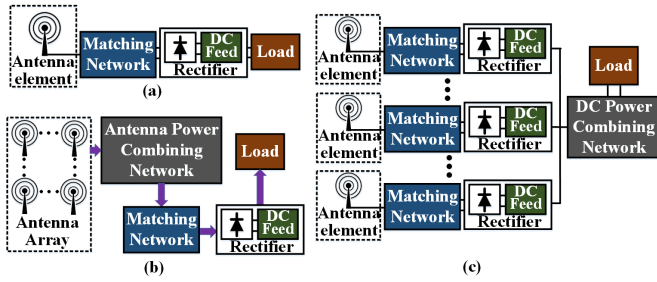 Antenna
element
Matching
Network
DC
Feed
Rectifier
Load
(a)
Antenna
Array
Antenna Power
Combining
Network
Load
Matching
Network
DC
Feed
Rectifier
(b)
Antenna
element
Matching
Network
DC
Feed
Rectifier
Antenna
element
Matching
Network
DC
Feed
Rectifier
Antenna
element
Matching
Network
DC
Feed
Rectifier
Load
DC Power
Combining
Network
(c)